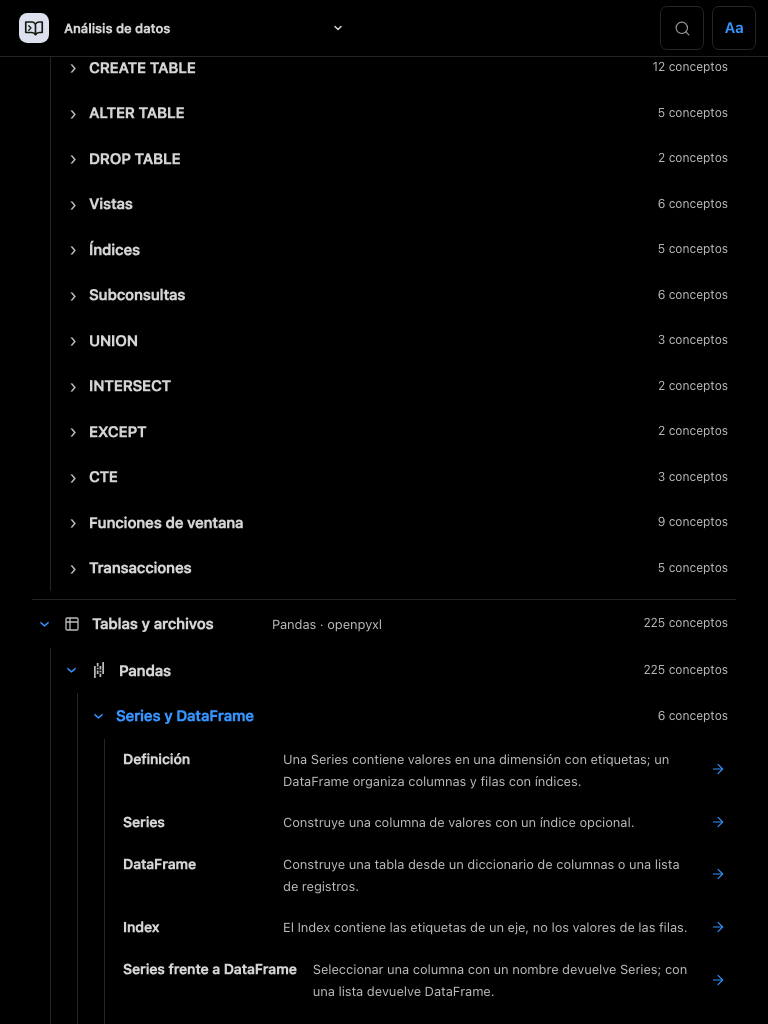 Análisis de datos
Aa
CREATE TABLE 12 conceptos
ALTER TABLE 5 conceptos
DROP TABLE 2 conceptos
Vistas 6 conceptos
Índices 5 conceptos
Subconsultas 6 conceptos
UNION 3 conceptos
INTERSECT 2 conceptos
EXCEPT 2 conceptos
CTE 3 conceptos
Funciones de ventana 9 conceptos
Transacciones 5 conceptos
Tablas y archivos Pandas · openpyxl 225 conceptos
Pandas 225 conceptos
Series y DataFrame 6 conceptos
Definición Una Series contiene valores en una dimensión con etiquetas; un
DataFrame organiza columnas y filas con índices.
Series Construye una columna de valores con un índice opcional.
DataFrame Construye una tabla desde un diccionario de columnas o una lista
de registros.
Index El Index contiene las etiquetas de un eje, no los valores de las filas.
Series frente a DataFrame Seleccionar una columna con un nombre devuelve Series; con
una lista devuelve DataFrame.